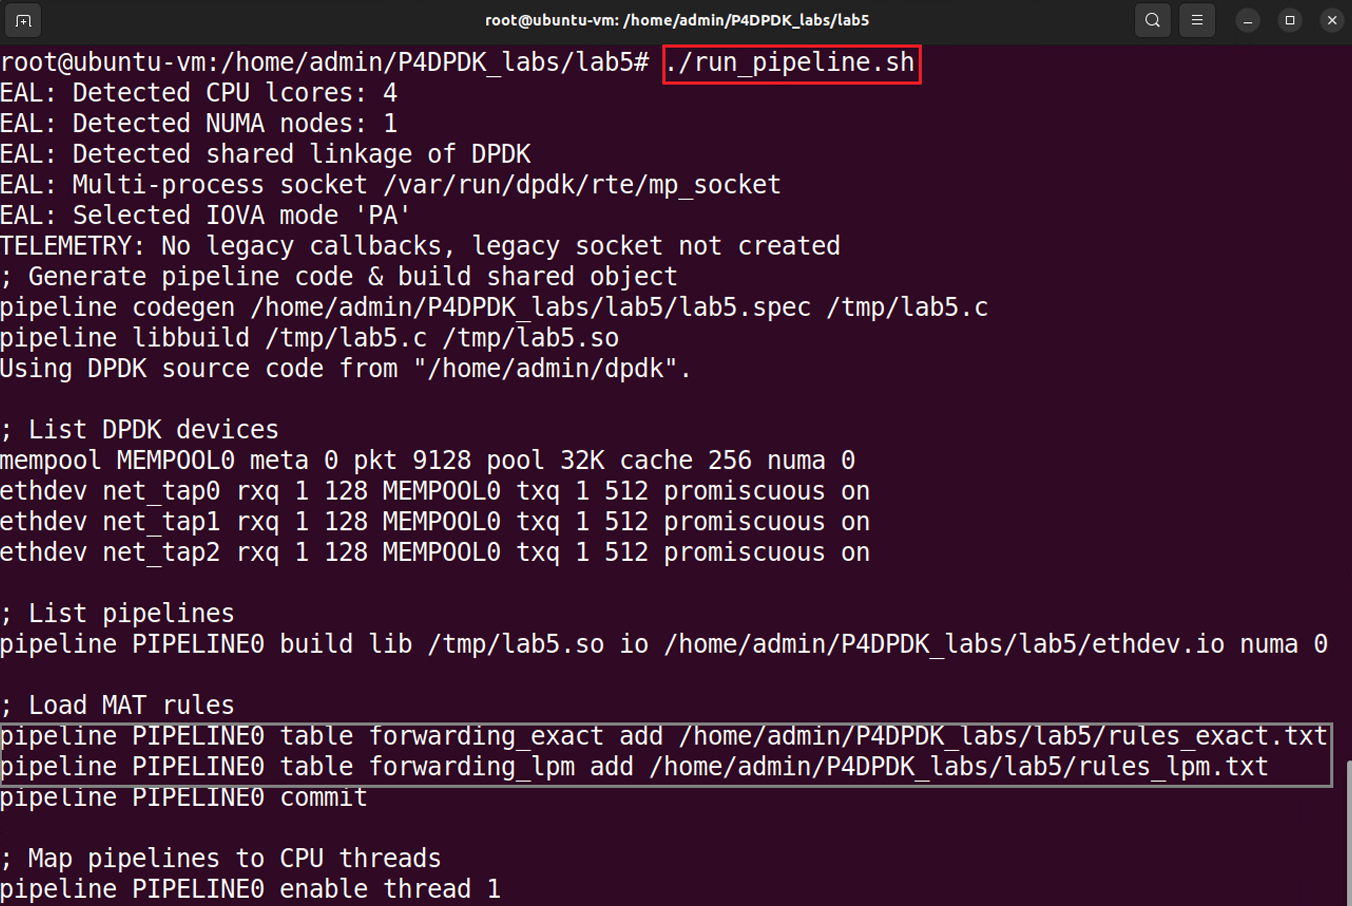 root@ubuntu-vm: /home/admin/P4DPDK_labs/lab5
root@ubuntu-vm:/home/admin/P4DPDK_labs/lab5# ./run_pipeline.sh
EAL: Detected CPU lcores: 4
EAL: Detected NUMA nodes: 1
EAL: Detected shared linkage of DPDK
EAL: Multi-process socket /var/run/dpdk/rte/mp_socket
EAL: Selected IOVA mode 'PA'
TELEMETRY: No legacy callbacks, legacy socket not created
; Generate pipeline code & build shared object
pipeline codegen /home/admin/P4DPDK_labs/lab5/lab5.spec /tmp/lab5.c
pipeline libbuild /tmp/lab5.c /tmp/lab5.so
Using DPDK source code from "/home/admin/dpdk".
; List DPDK devices
mempool MEMPOOL0 meta 0 pkt 9128 pool 32K cache 256 numa 0
ethdev net_tap0 rxq 1 128 MEMPOOL0 txq 1 512 promiscuous on
ethdev net_tap1 rxq 1 128 MEMPOOL0 txq 1 512 promiscuous on
ethdev net_tap2 rxq 1 128 MEMPOOL0 txq 1 512 promiscuous on
; List pipelines
pipeline PIPELINE0 build lib /tmp/lab5.so io /home/admin/P4DPDK_labs/lab5/ethdev.io numa 0
; Load MAT rules
pipeline PIPELINE0 table forwarding_exact add /home/admin/P4DPDK_labs/lab5/rules_exact.txt
pipeline PIPELINE0 table forwarding_lpm add /home/admin/P4DPDK_labs/lab5/rules_lpm.txt
pipeline PIPELINE0 commit
; Map pipelines to CPU threads
pipeline PIPELINE0 enable thread 1